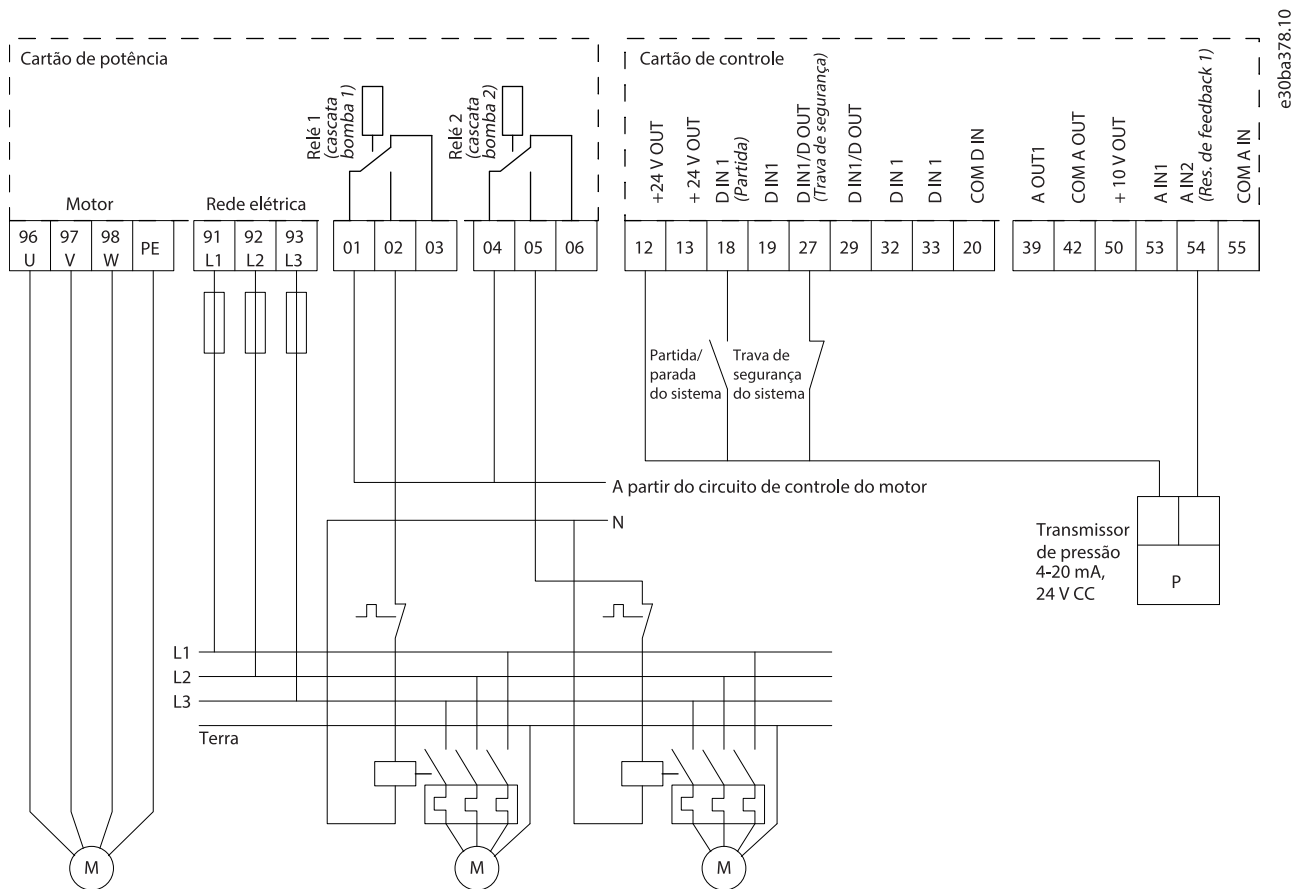 e30ba378.10
Cartão de potência
Relé 1
(cascata
bomba 1)
Relé 2
(cascata
bomba 2)
Motor
Rede elétrica
96
U
97
V
98
W
PE
91
L1
92
L2
93
L3
01
02
03
04
05
06
Cartão de controle
+24 V OUT
+ 24 V OUT
D IN 1
(Partida)
D IN1
D IN1/D OUT
(Trava de segurança)
D IN1/D OUT
D IN 1
D IN 1
COM D IN
A OUT1
COM A OUT
+ 10 V OUT
A IN1
A IN2
(Res. de feedback 1)
COM A IN
12
13
18
19
27
29
32
33
20
39
42
50
53
54
55
Partida/
parada
do sistema
Trava de
segurança
do sistema
A partir do circuito de controle do motor
N
Transmissor
de pressão
4-20 mA,
24 V CC
P
L1
L2
L3
Terra
M
M
M